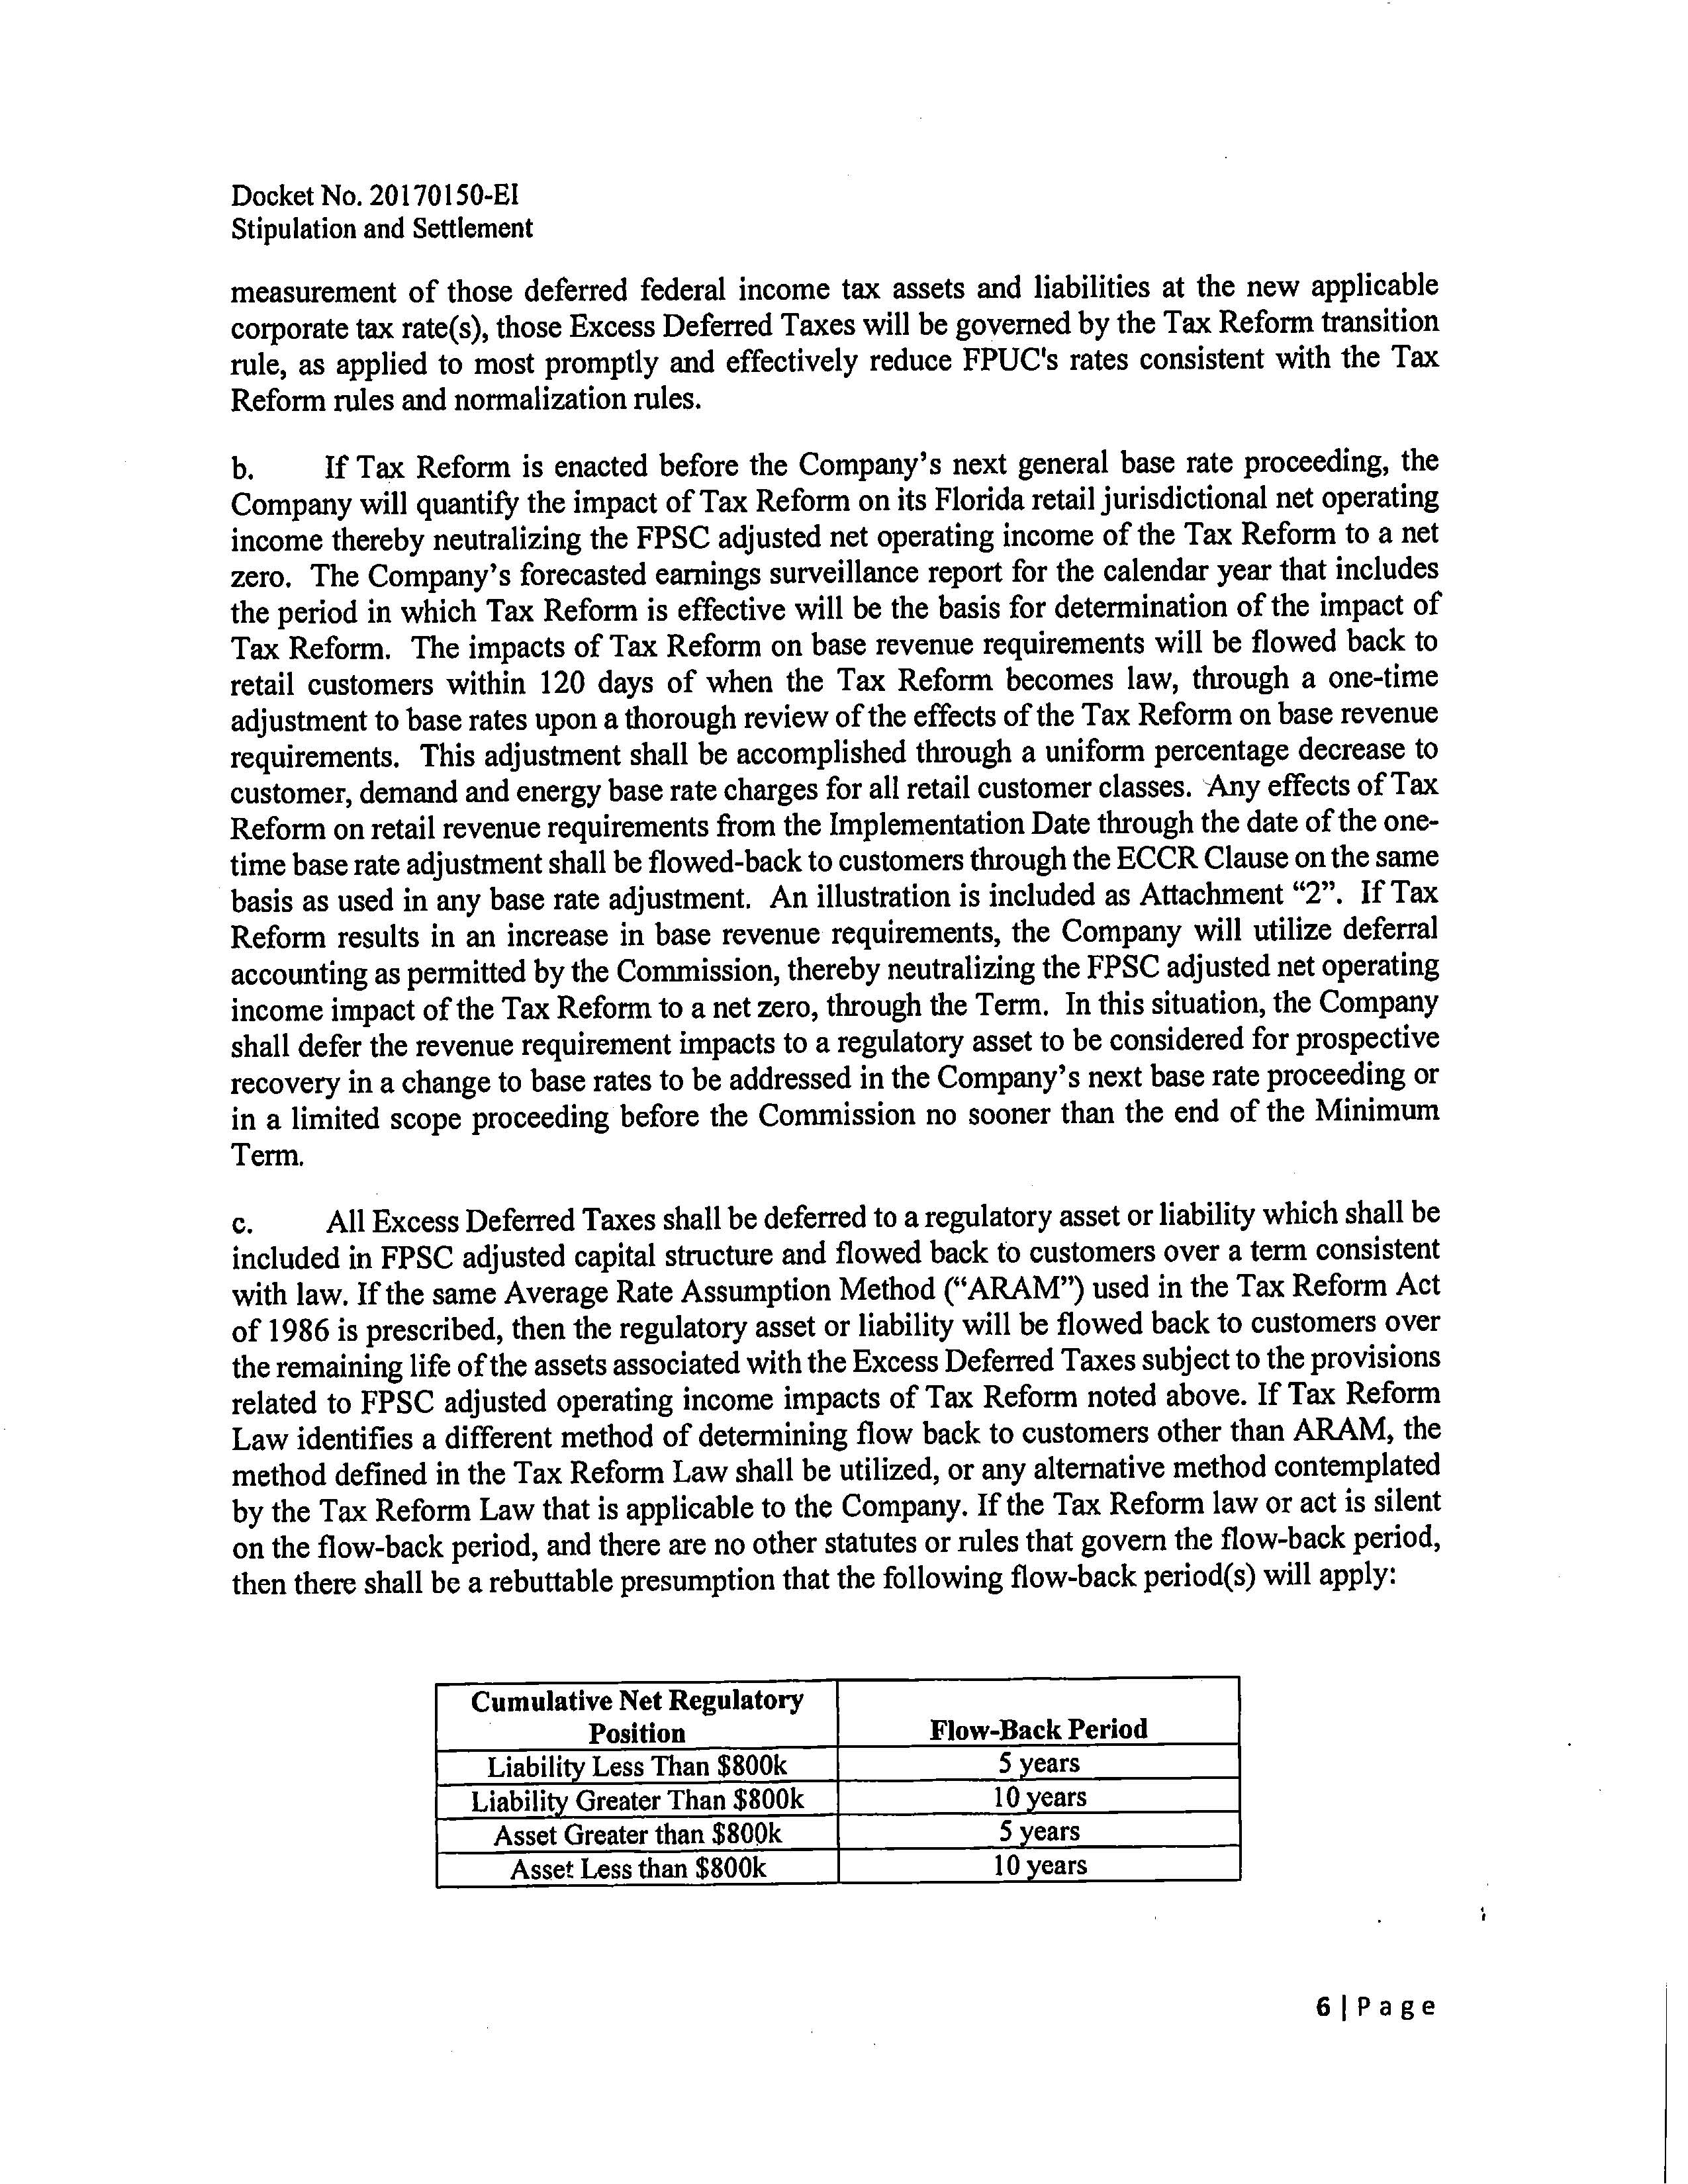 Docket No. 20170150-EI
Stipulation and Settlement
measurement of those deferred federal income tax assets and liabilities at the new applicable
corporate tax rate(s), those Excess Deferred Taxes will be governed by the Tax Reform transition
rule, as applied to most promptly and effectively reduce FPUC's rates consistent with the Tax
Reform rules and normalization rules.
b. If Tax Reform is enacted before the Company's next general base rate proceeding, the
Company will quantify the impact of Tax Reform on its Florida retail jurisdictional net operating
income thereby neutralizing the FPSC adjusted net operating income of the Tax Reform to a net
zero. The Company's forecasted earnings surveillance report for the calendar year that includes
the period in which Tax Reform is effective will be the basis for determination of the impact of
Tax Reform. The impacts of Tax Reform on base revenue requirements will be flowed back to
retail customers within 120 days of when the Tax Reform becomes law, through a one-time
adjustment to base rates upon a thorough review of the effects of the Tax Reform on base revenue
requirements. This adjustment shall be accomplished through a uniform percentage decrease to
customer, demand and energy base rate charges for all retail customer classes. Any effects of Tax
Reform on retail revenue requirements from the Implementation Date through the date of the one-
time base rate adjustment shall be flowed-back to customers through the ECCR Clause on the same
basis as used in any base rate adjustment. An illustration is included as Attachment “2”. If Tax
Reform results in an increase in base revenue requirements, the Company will utilize deferral
accounting as permitted by the Commission, thereby neutralizing the FPSC adjusted net operating
income impact of the Tax Reform to a net zero, through the Term. In this situation, the Company
shall defer the revenue requirement impacts to a regulatory asset to be considered for prospective
recovery in a change to base rates to be addressed in the Company's next base rate proceeding or
in a limited scope proceeding before the Commission no sooner than the end of the Minimum
Term.
c. All Excess Deferred Taxes shall be deferred to a regulatory asset or liability which shall be
included in FPSC adjusted capital structure and flowed back to customers over a term consistent
with law. If the same Average Rate Assumption Method (“ARAM”) used in the Tax Reform Act
of 1986 is prescribed, then the regulatory asset or liability will be flowed back to customers over
the remaining life of the assets associated with the Excess Deferred Taxes subject to the provisions
related to FPSC adjusted operating income impacts of Tax Reform noted above. If Tax Reform
Law identifies a different method of determining flow back to customers other than ARAM, the
method defined in the Tax Reform Law shall be utilized, or any alternative method contemplated
by the Tax Reform Law that is applicable to the Company. If the Tax Reform law or act is silent
on the flow-back period, and there are no other statutes or rules that govern the flow-back period,
then there shall be a rebuttable presumption that the following flow-back period(s) will apply:
Cumulative Net Regulatory
Position Flow-Back Period
Liability Less Than $800k 5 years
Liability Greater Than $800k 10 years
Asset Greater than $800k 5 years
Asset Less than $800k 10 years
6 | P a g e